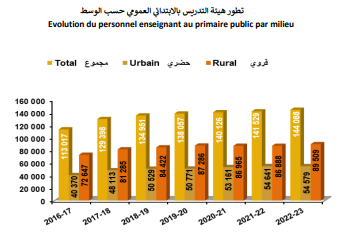 تطور هيئة التدريس بالابتدائي العمومي حسب الوسط
Evolution du personnel enseignant au primaire public par milieu
Total مجموع Urbain حضري Rural قروي
160 000
140 000
120 000
100 000
80 000
60 000
40 000
20 000
0
113 017 40 370 72 647
129 398 48 113 81 285
134 951 50 529 84 422
138 057 50 771 87 286
140 126 53 161 86 965
141 529 54 641 86 888
144 088 54 579 89 509
2016-17 2017-18 2018-19 2019-20 2020-21 2021-22 2022-23